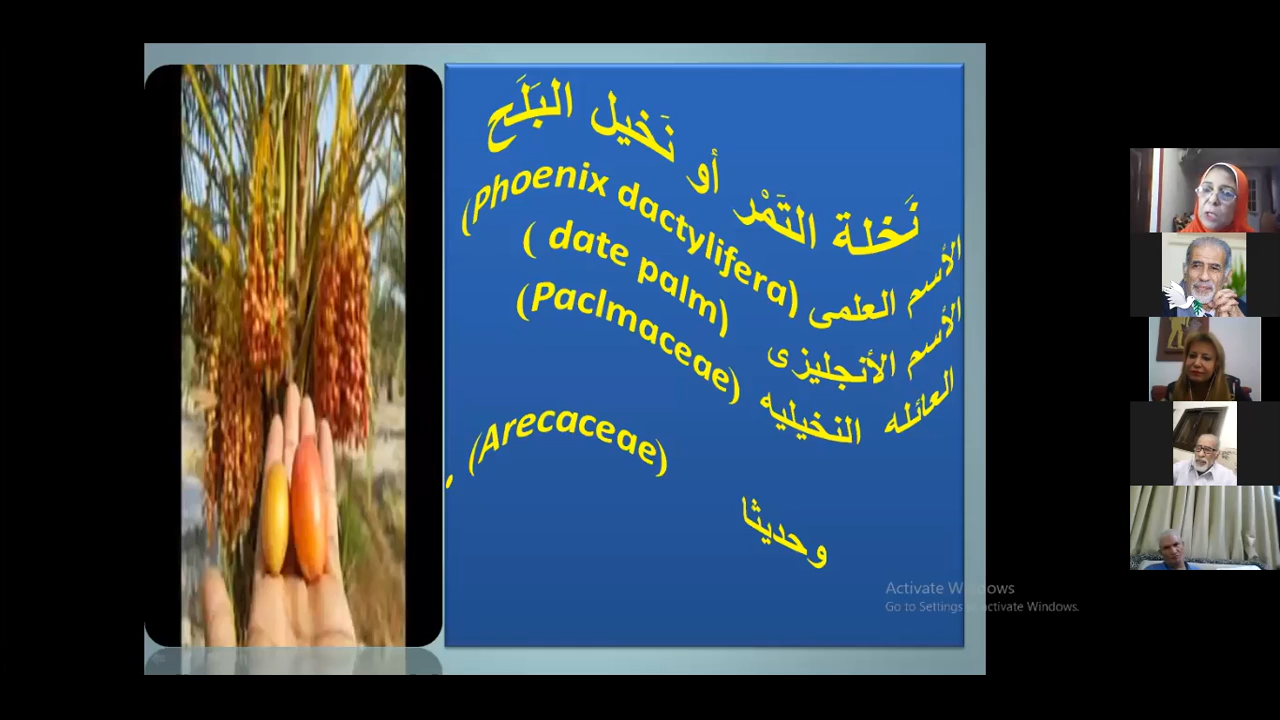 نَخلة التَمْر أو نَخيل البَلَح
الأسم العلمى (Phoenix dactylifera)
الأسم الأنجليزى ( date palm)
العائله النخيليه (Paclmaceae)
وحديثا (Arecaceae).
Activate Windows
Go to Settings to activate Windows.